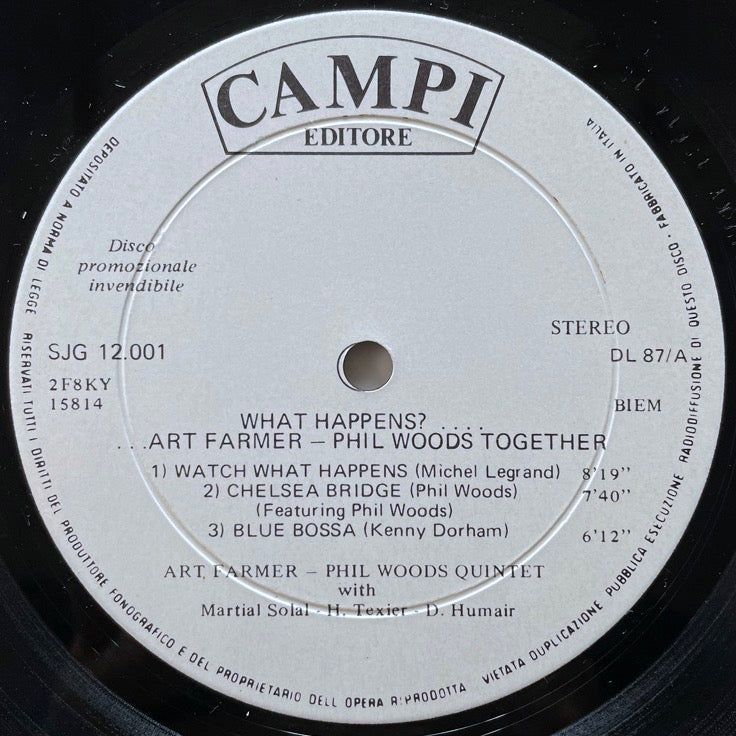 CAMPI
EDITORE
DEPOSITATO A NORMA DI LEGGE RISERVATI TUTTI I DIRITTI DEL PRODUTTORE FONOGRAFICO E DEL PROPRIETARIO DELL OPERA RIPRODOTTA VIETATA DUPLICAZIONE PUBBLICA ESECUZIONE RADIODIFFUSIONE DI QUESTO DISCO · FABBRICATO IN ITALIA
Disco
promozionale
invendibile
STEREO
SJG 12.001
DL 87/A
2F8KY
15814
BIEM
WHAT HAPPENS? ....
...ART FARMER – PHIL WOODS TOGETHER
1) WATCH WHAT HAPPENS (Michel Legrand) 8'19''
2) CHELSEA BRIDGE (Phil Woods) 7'40''
(Featuring Phil Woods)
3) BLUE BOSSA (Kenny Dorham) 6'12''
ART. FARMER – PHIL WOODS QUINTET
with
Martial Solal - H. Texier - D. Humair